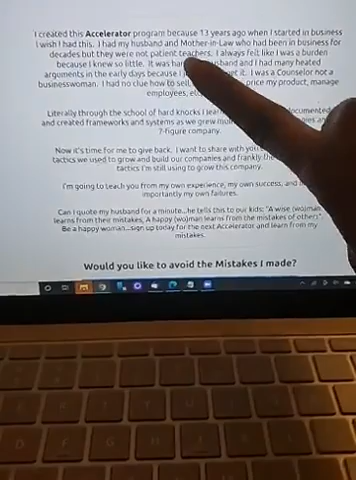 I created this Accelerator program because 13 years ago when I started in business
I wish I had this. I had my husband and Mother-in-Law who had been in business for
decades but they were not patient teachers. I always felt like I was a burden
because I knew so little. It was husband and I had many heated
arguments in the early days because I get it. I was a Counselor not a
businesswoman. I had no clue how to sell price my product, manage
employees,
Literally through the school of hard knocks I documented
and created frameworks and systems as we grew and
7-figure company.
Now it's time for me to give back. I want to share with you
tactics we used to grow and build our companies and frankly the
tactics I'm still using to grow this company.
I'm going to teach you from my own experience, my own success, and
importantly my own failures.
Can I quote my husband for a minute...he tells this to our kids: "A wise (wo)man
learns from their mistakes, A happy (wo)man learns from the mistakes of others".
Be a happy woman...sign up today for the next Accelerator and learn from my
mistakes.
Would you like to avoid the Mistakes I made?